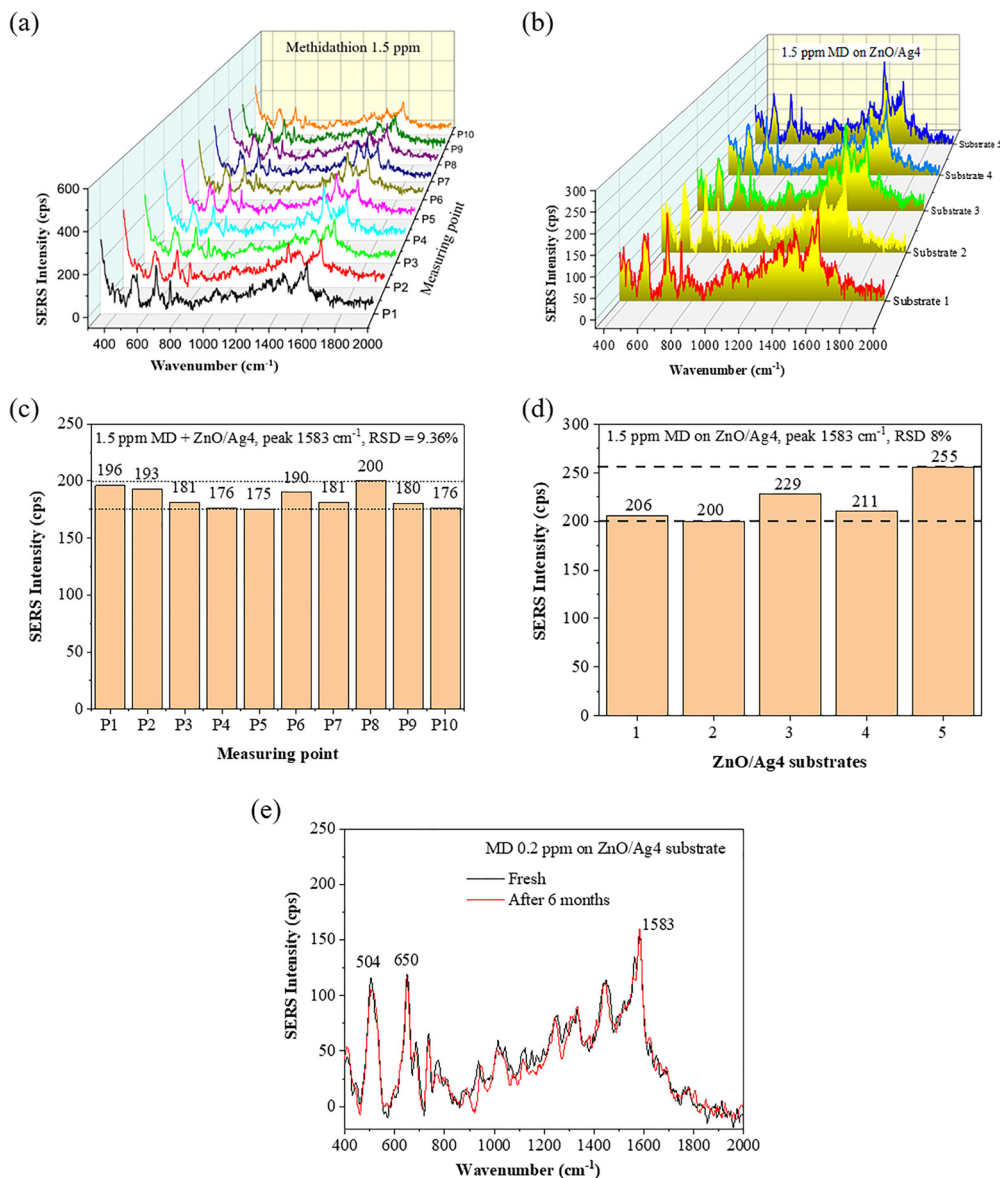 (a)
Methidathion 1.5 ppm
SERS Intensity (cps)
600
400
200
0
400 600 800 1000 1200 1400 1600 1800 2000
Wavenumber (cm⁻¹)
P1
P2
P3
P4
P5
P6
P7
P8
P9
P10
Measuring point
(b)
1.5 ppm MD on ZnO/Ag4
SERS Intensity (cps)
300
250
200
150
100
50
0
400 600 800 1000 1200 1400 1600 1800 2000
Wavenumber (cm⁻¹)
Substrate 1
Substrate 2
Substrate 3
Substrate 4
Substrate 5
(c)
1.5 ppm MD + ZnO/Ag4, peak 1583 cm⁻¹, RSD = 9.36%
SERS Intensity (cps)
250
200
150
100
50
0
196 193 181 176 175 190 181 200 180 176
P1 P2 P3 P4 P5 P6 P7 P8 P9 P10
Measuring point
(d)
1.5 ppm MD on ZnO/Ag4, peak 1583 cm⁻¹, RSD 8%
SERS Intensity (cps)
300
250
200
150
100
50
0
206 200 229 211 255
1 2 3 4 5
ZnO/Ag4 substrates
(e)
MD 0.2 ppm on ZnO/Ag4 substrate
Fresh
After 6 months
SERS Intensity (cps)
250
200
150
100
50
0
504 650 1583
400 600 800 1000 1200 1400 1600 1800 2000
Wavenumber (cm⁻¹)